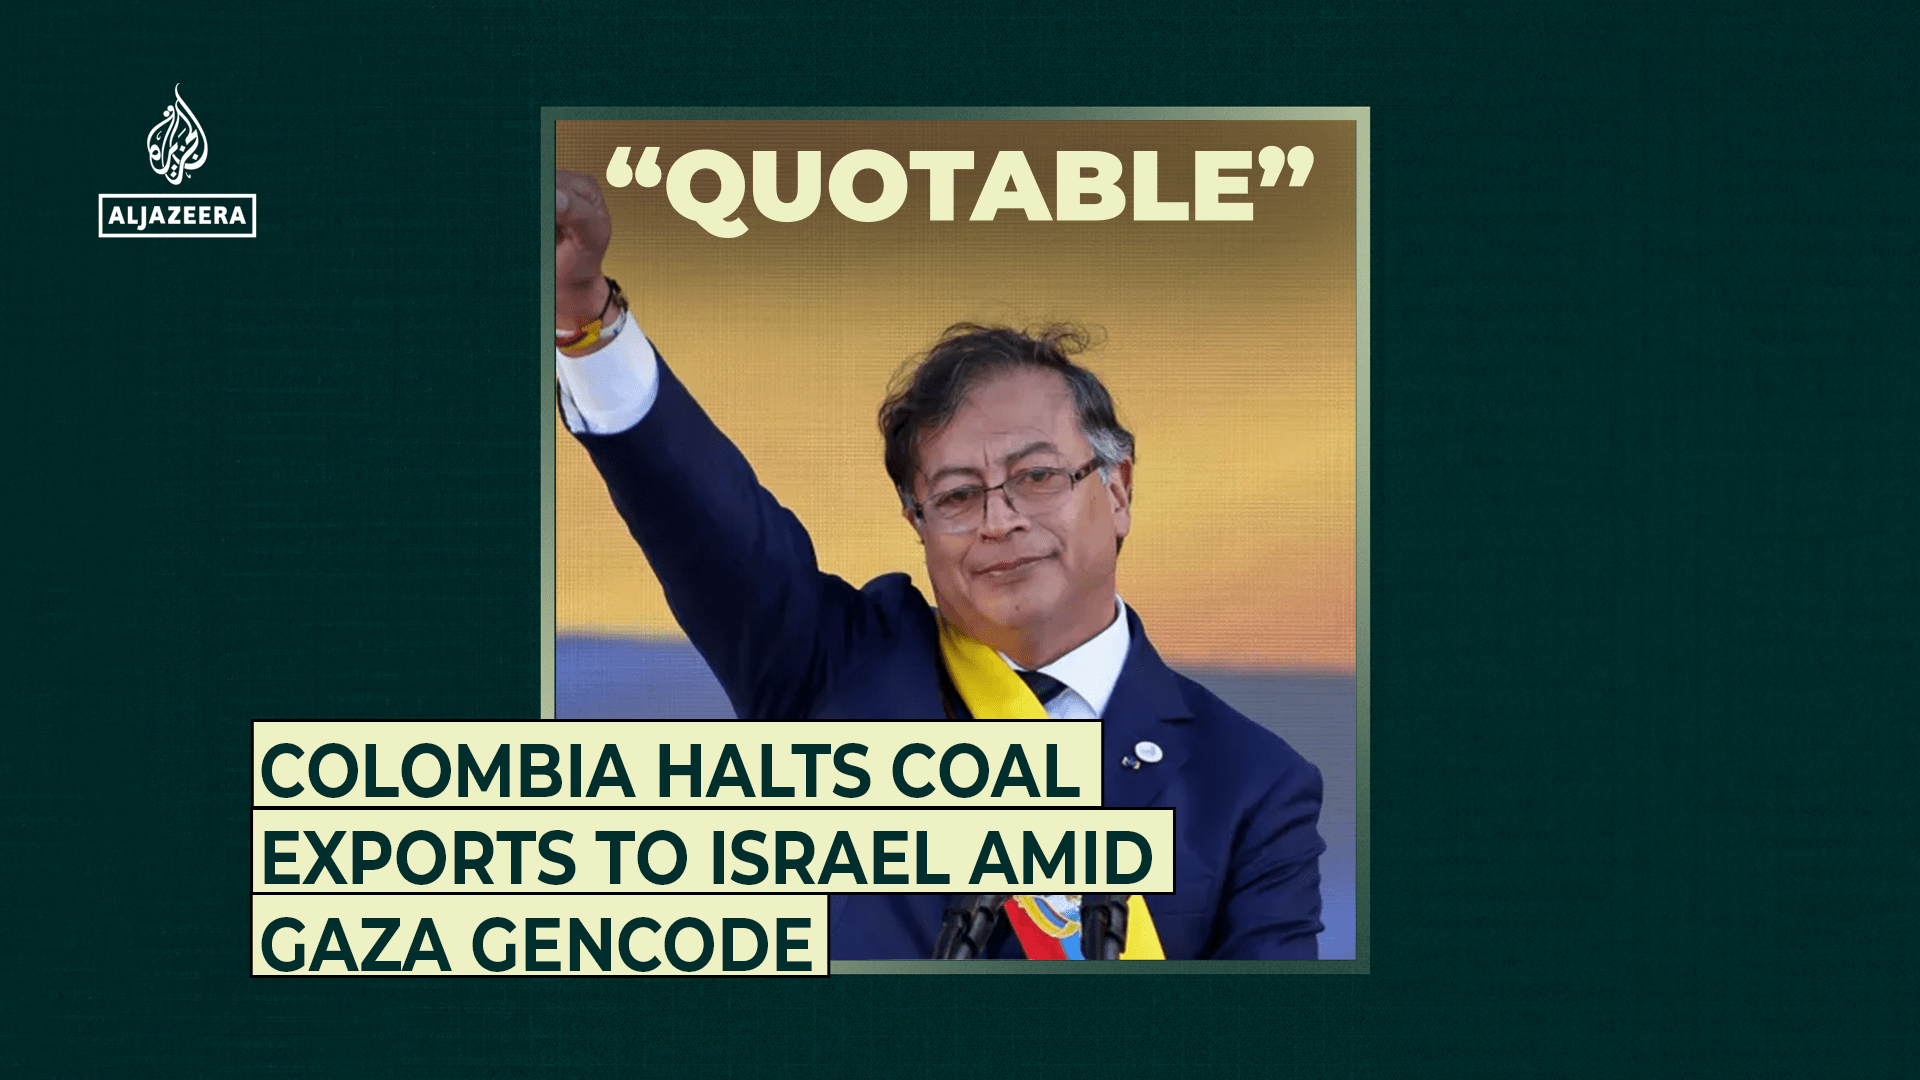 الجزيرة
ALJAZEERA
“QUOTABLE”
COLOMBIA HALTS COAL
EXPORTS TO ISRAEL AMID
GAZA GENCODE